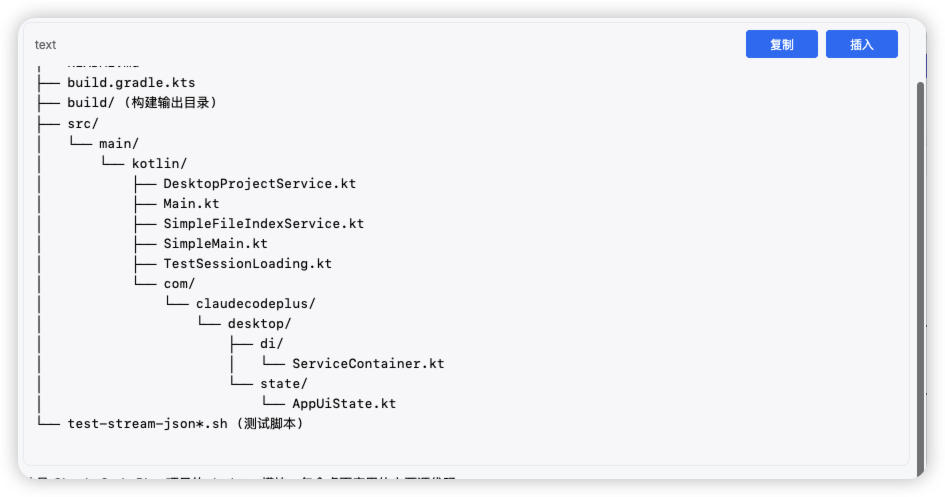 text
复制
插入
├── build.gradle.kts
├── build/ (构建输出目录)
├── src/
│   └── main/
│       └── kotlin/
│           ├── DesktopProjectService.kt
│           ├── Main.kt
│           ├── SimpleFileIndexService.kt
│           ├── SimpleMain.kt
│           ├── TestSessionLoading.kt
│           └── com/
│               └── claudecodeplus/
│                   └── desktop/
│                       ├── di/
│                       │   └── ServiceContainer.kt
│                       └── state/
│                           └── AppUiState.kt
└── test-stream-json*.sh (测试脚本)